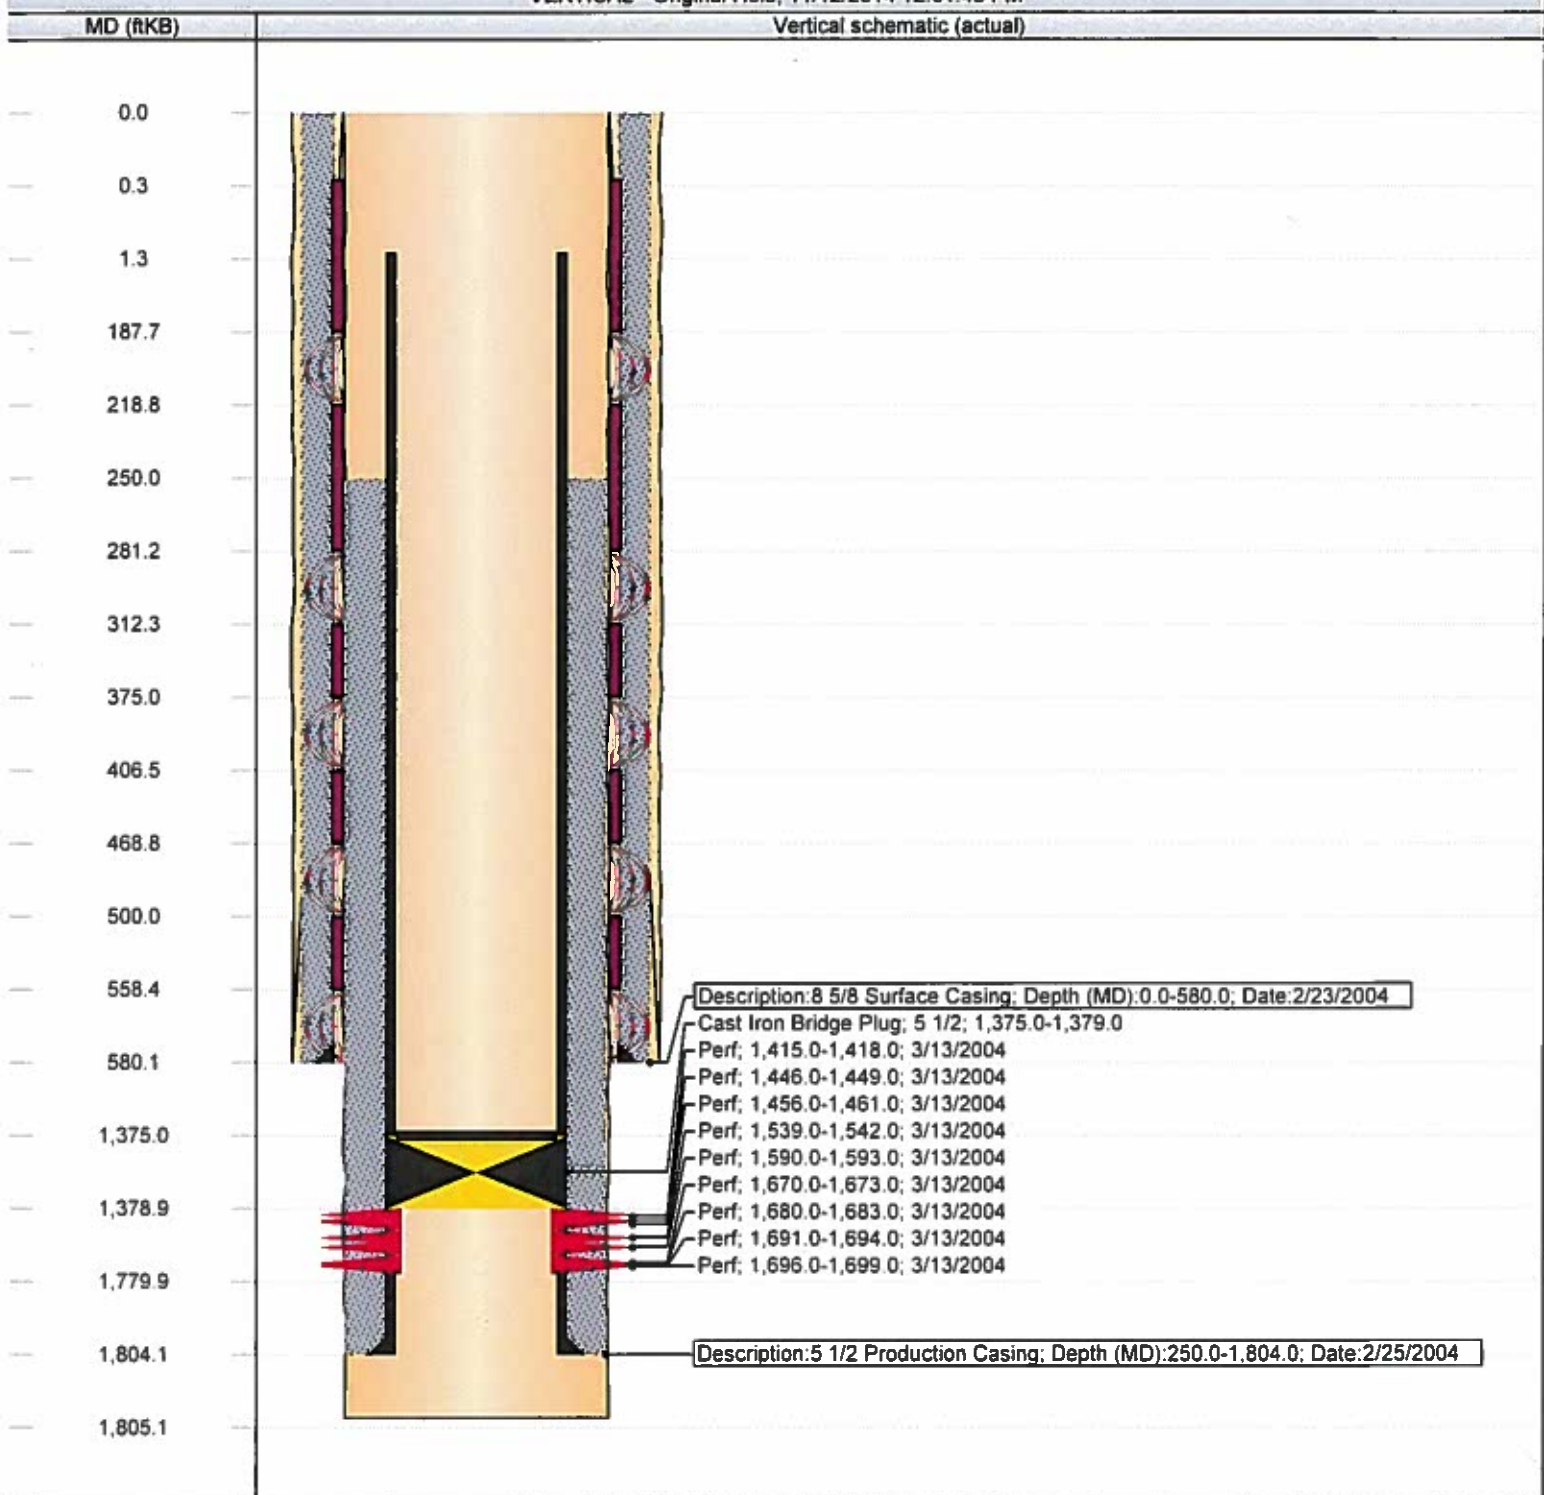 MD (ftKB)
Vertical schematic (actual)
0.0
0.3
1.3
187.7
218.8
250.0
281.2
312.3
375.0
406.5
468.8
500.0
558.4
580.1
1,375.0
1,378.9
1,779.9
1,804.1
1,805.1
Description:8 5/8 Surface Casing; Depth (MD):0.0-580.0; Date:2/23/2004
Cast Iron Bridge Plug; 5 1/2; 1,375.0-1,379.0
Perf; 1,415.0-1,418.0; 3/13/2004
Perf; 1,446.0-1,449.0; 3/13/2004
Perf; 1,456.0-1,461.0; 3/13/2004
Perf; 1,539.0-1,542.0; 3/13/2004
Perf; 1,590.0-1,593.0; 3/13/2004
Perf; 1,670.0-1,673.0; 3/13/2004
Perf; 1,680.0-1,683.0; 3/13/2004
Perf; 1,691.0-1,694.0; 3/13/2004
Perf; 1,696.0-1,699.0; 3/13/2004
Description:5 1/2 Production Casing; Depth (MD):250.0-1,804.0; Date:2/25/2004